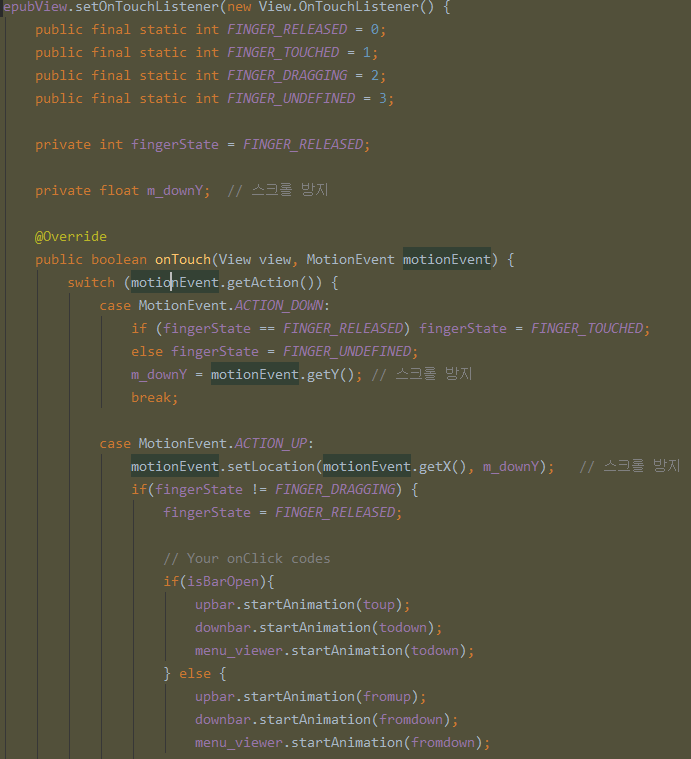 epubView.setOnTouchListener(new View.OnTouchListener() {
public final static int FINGER_RELEASED = 0;
public final static int FINGER_TOUCHED = 1;
public final static int FINGER_DRAGGING = 2;
public final static int FINGER_UNDEFINED = 3;
private int fingerState = FINGER_RELEASED;
private float m_downY;  // 스크롤 방지
@Override
public boolean onTouch(View view, MotionEvent motionEvent) {
switch (motionEvent.getAction()) {
case MotionEvent.ACTION_DOWN:
if (fingerState == FINGER_RELEASED) fingerState = FINGER_TOUCHED;
else fingerState = FINGER_UNDEFINED;
m_downY = motionEvent.getY(); // 스크롤 방지
break;
case MotionEvent.ACTION_UP:
motionEvent.setLocation(motionEvent.getX(), m_downY);   // 스크롤 방지
if(fingerState != FINGER_DRAGGING) {
fingerState = FINGER_RELEASED;
// Your onClick codes
if(isBarOpen){
upbar.startAnimation(toup);
downbar.startAnimation(todown);
menu_viewer.startAnimation(todown);
} else {
upbar.startAnimation(fromup);
downbar.startAnimation(fromdown);
menu_viewer.startAnimation(fromdown);